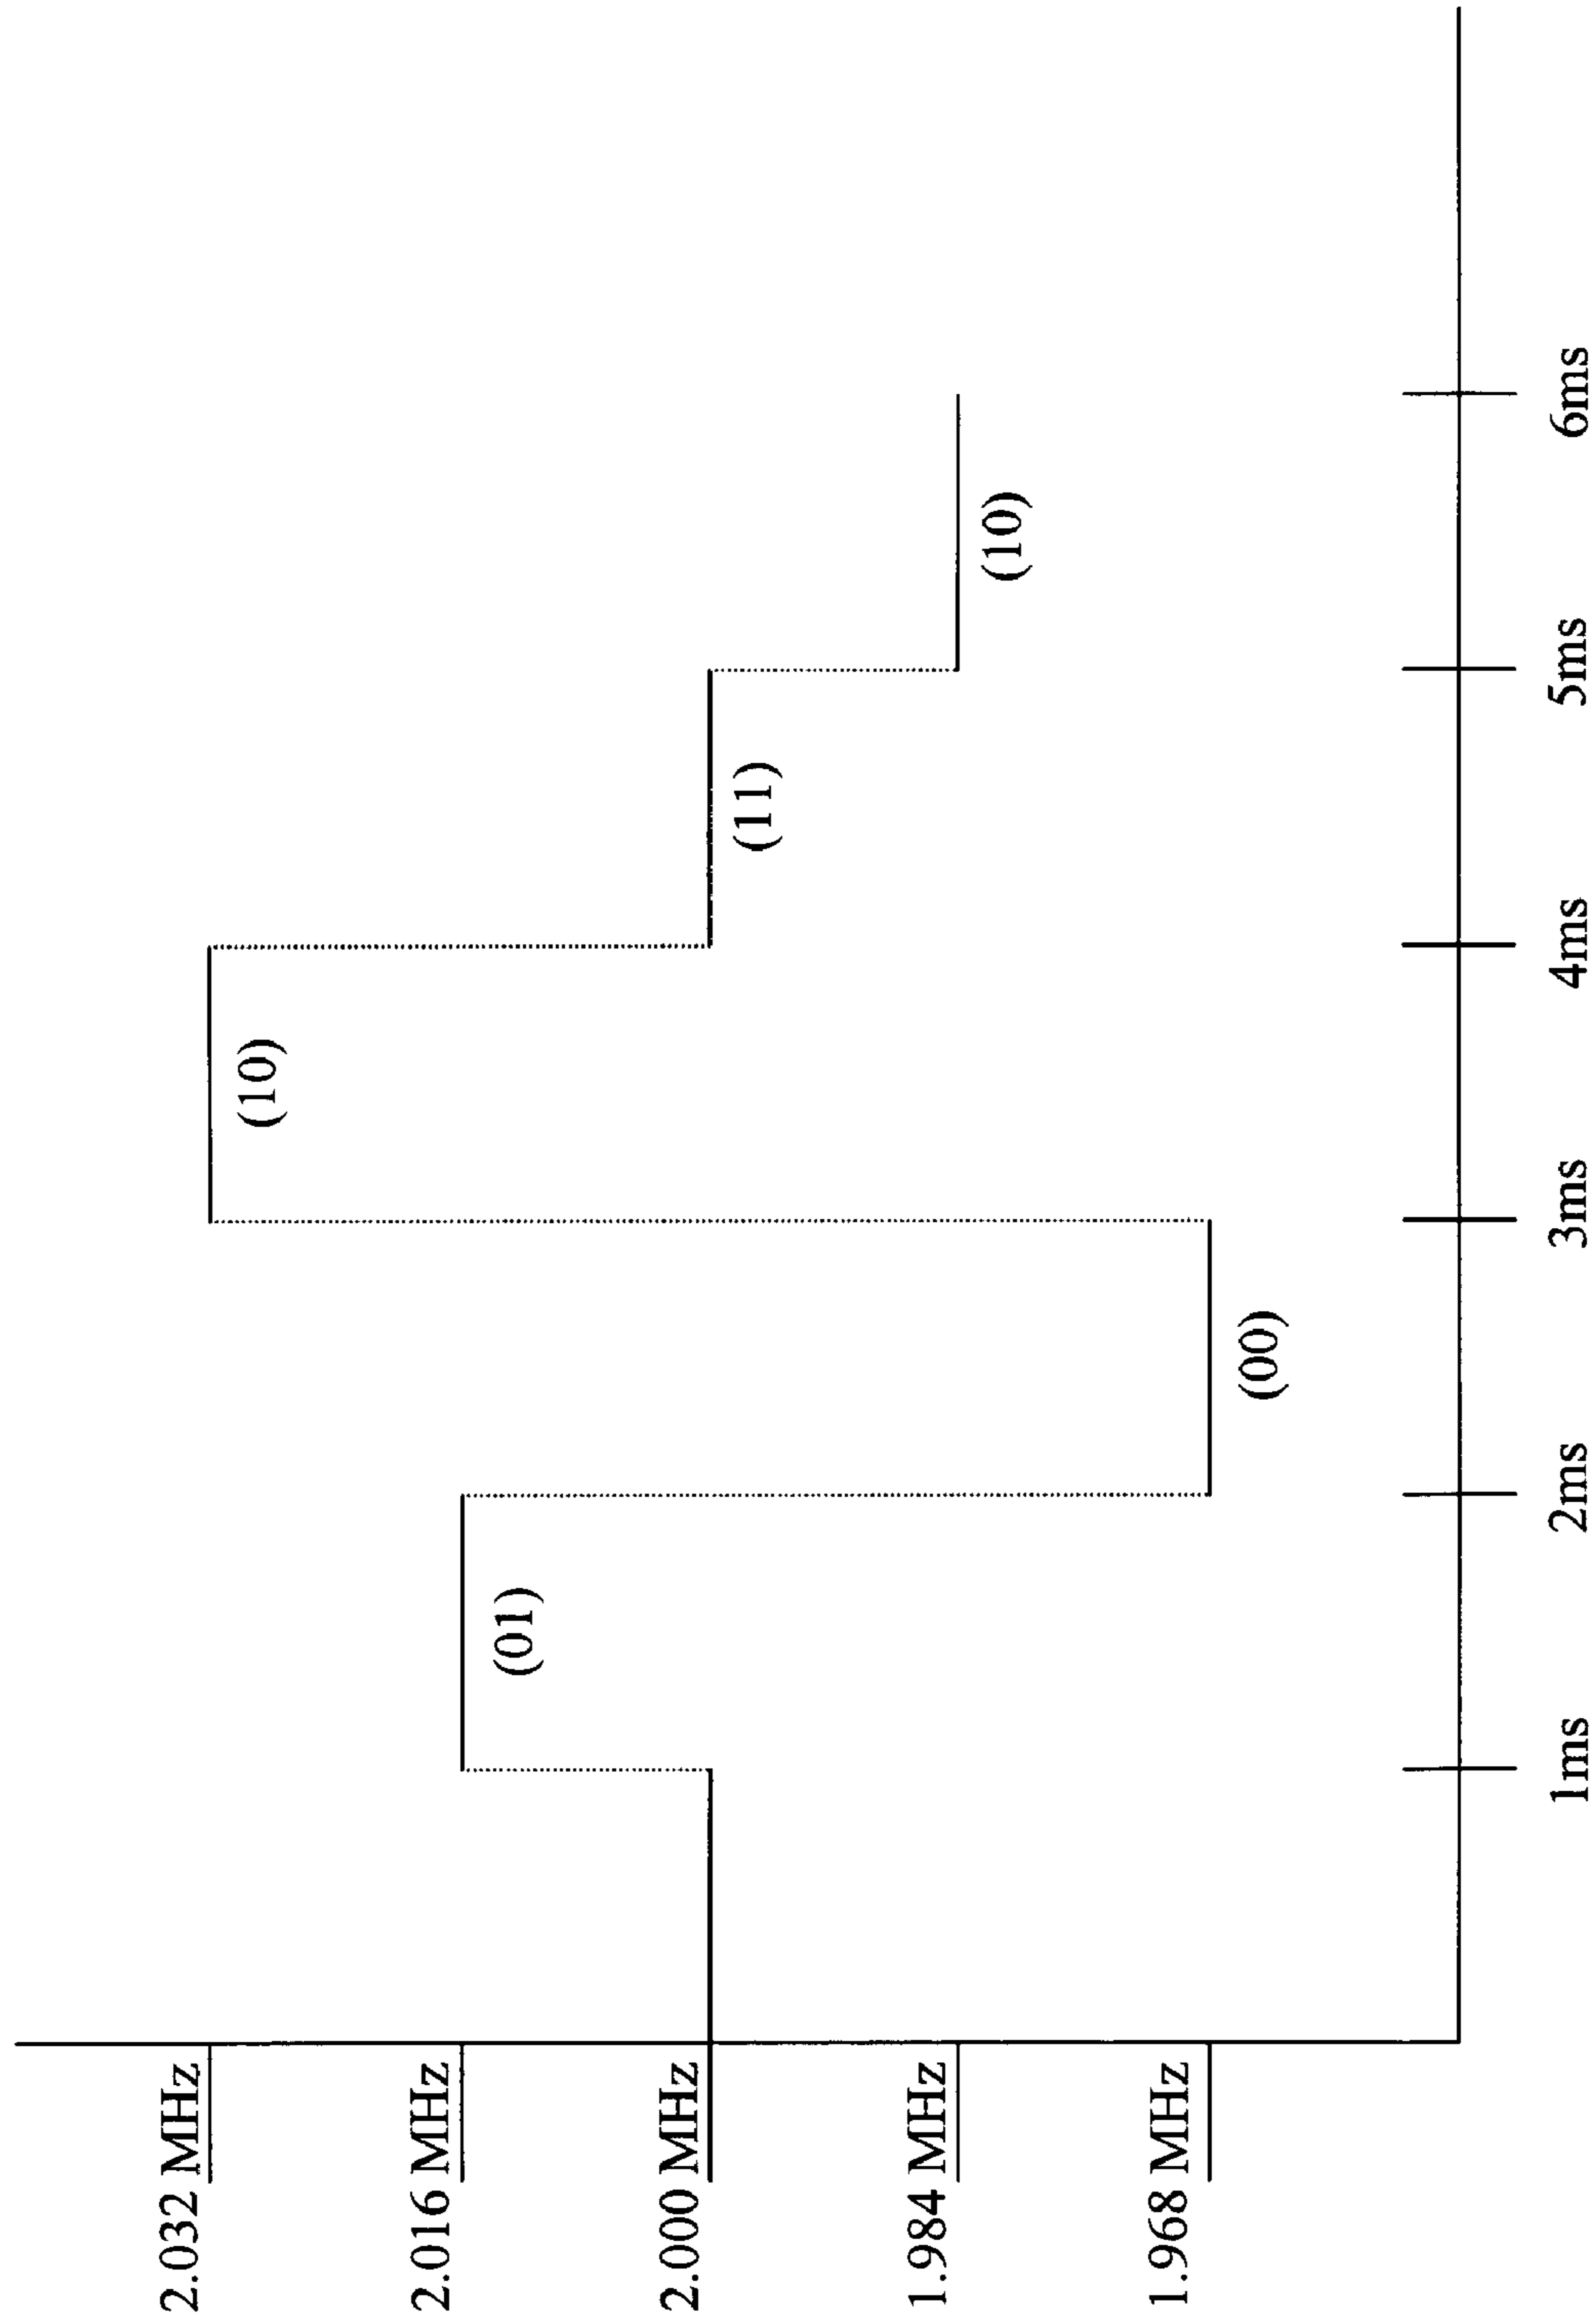 2.032 MHz
2.016 MHz
2.000 MHz
1.984 MHz
1.968 MHz
(01)
(00)
(10)
(11)
(10)
1ms
2ms
3ms
4ms
5ms
6ms